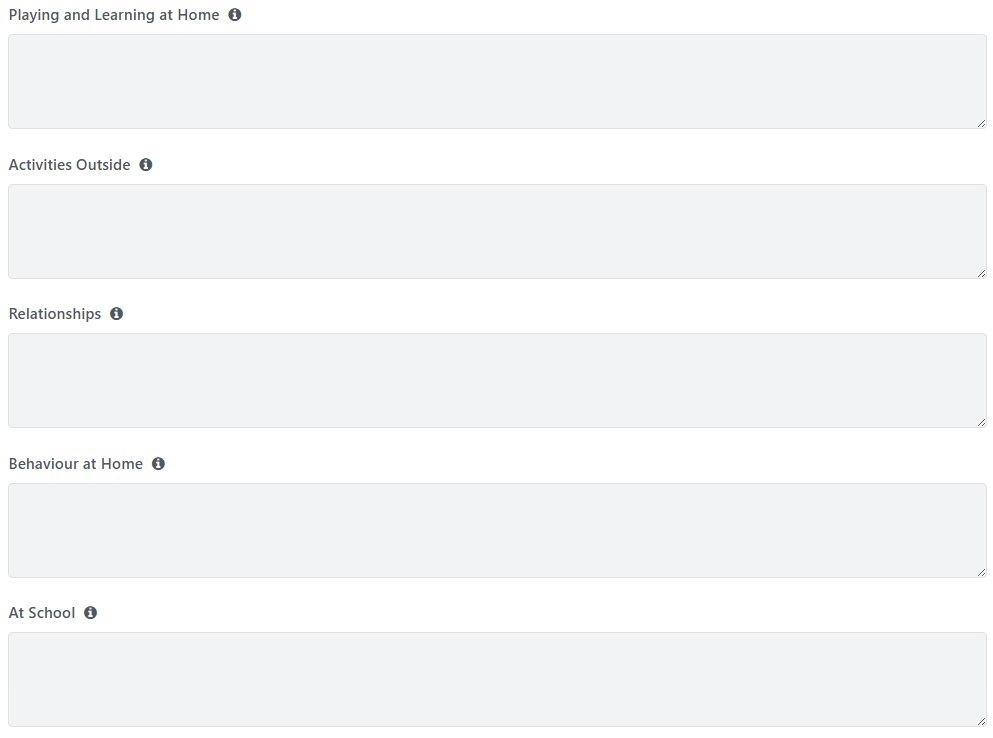 Playing and Learning at Home
Activities Outside
Relationships
Behaviour at Home
At School